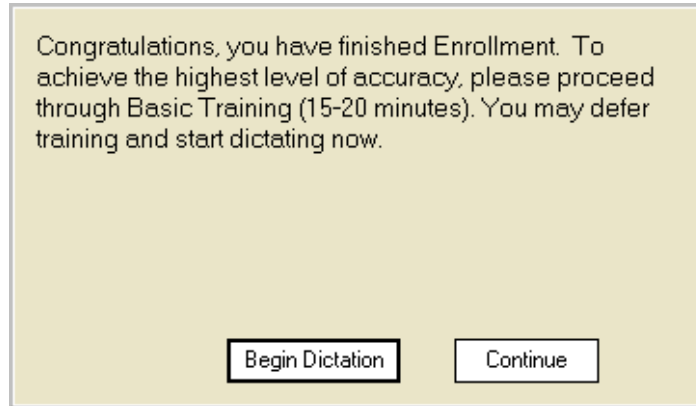 Congratulations, you have finished Enrollment.  To
achieve the highest level of accuracy, please proceed
through Basic Training (15-20 minutes). You may defer
training and start dictating now.
Begin Dictation
Continue